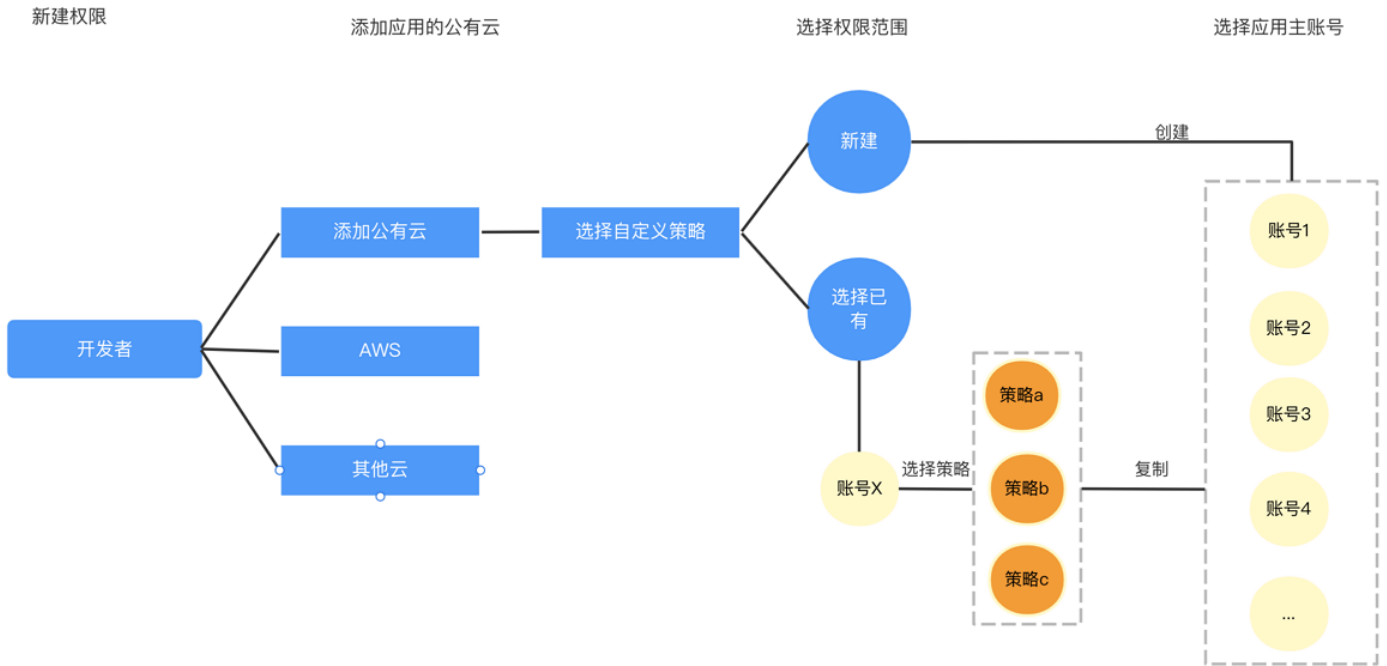 新建权限
添加应用的公有云
选择权限范围
选择应用主账号
新建
创建
添加公有云
选择自定义策略
账号1
选择已
有
账号2
开发者
AWS
策略a
账号3
其他云
账号X
选择策略
策略b
复制
账号4
策略c
...